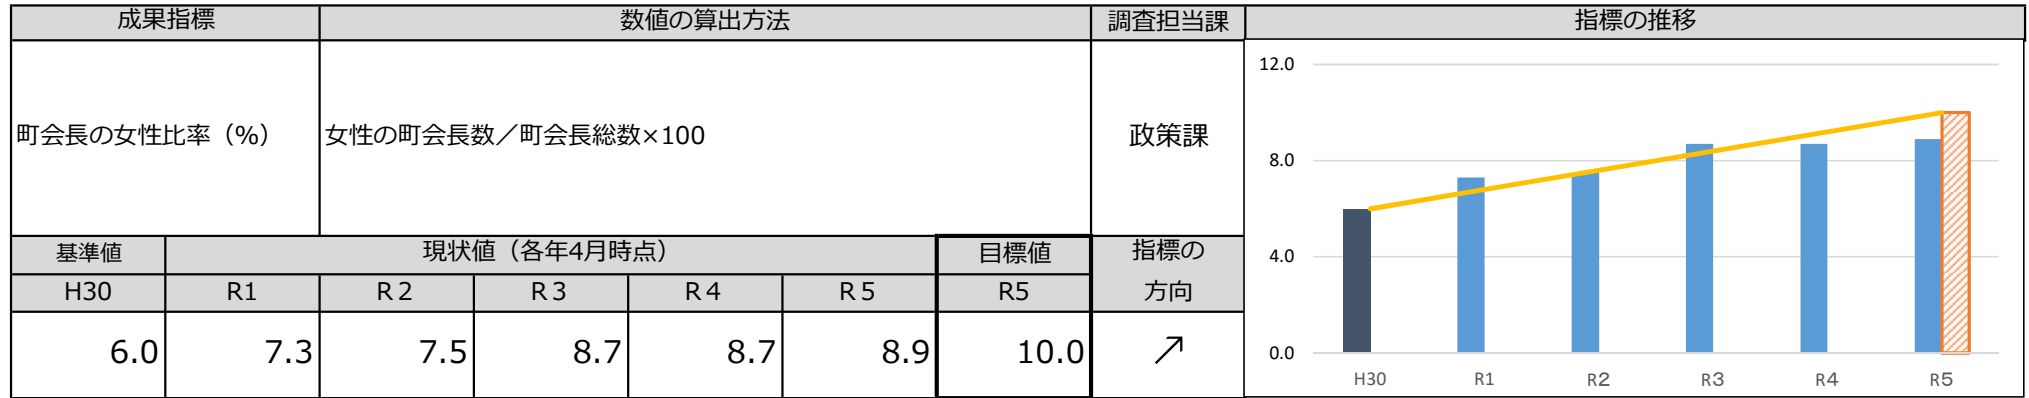 成果指標 数値の算出方法 調査担当課 指標の推移
町会長の女性比率（%） 女性の町会長数／町会長総数×100 政策課
基準値 現状値（各年4月時点） 目標値 指標の
H30 R1 R２ R３ R４ R５ R5 方向
6.0 7.3 7.5 8.7 8.7 8.9 10.0 ↗
12.0
8.0
4.0
0.0
H30 R1 R２ R３ R４ R５